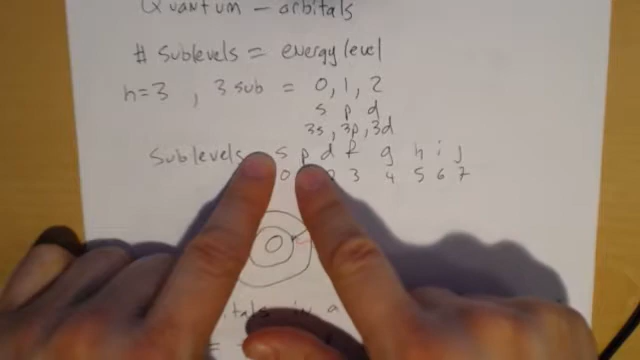 Quantum - orbitals
# sublevels = energy level
n=3 , 3 sub = 0, 1, 2
s p d
3s, 3p, 3d
Sublevels s p d f g h i j
0 3 4 5 6 7
in a
=